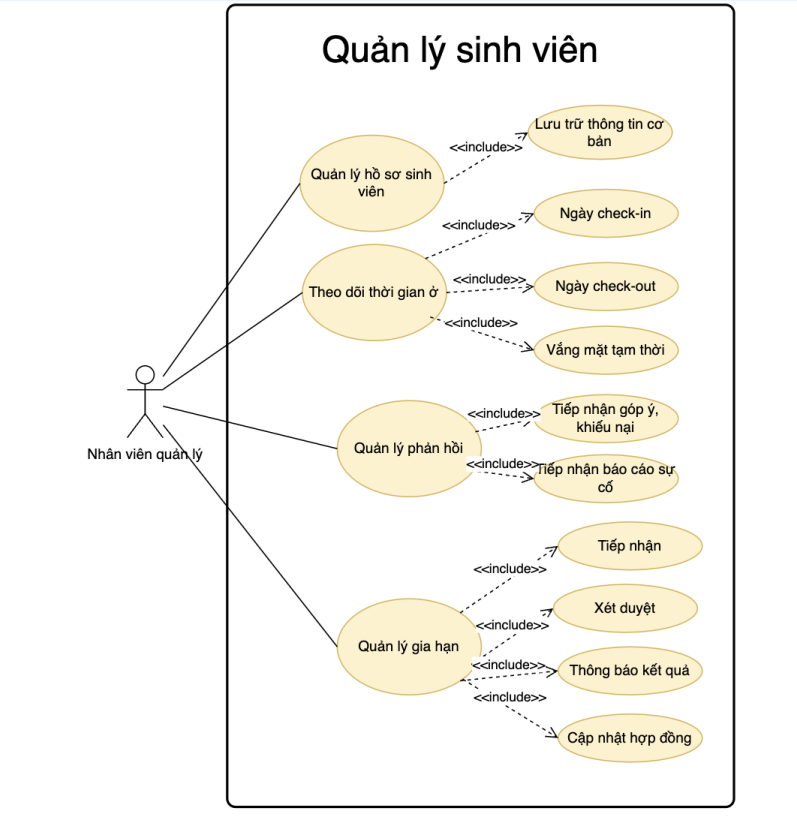 Quản lý sinh viên
<<include>>
Lưu trữ thông tin cơ
bản
Quản lý hồ sơ sinh
viên
<<include>>
Ngày check-in
Theo dõi thời gian ở
<<include>>
Ngày check-out
<<include>>
Vắng mặt tạm thời
Nhân viên quản lý
Quản lý phản hồi
<<include>>
Tiếp nhận góp ý,
khiếu nại
<<include>>
Tiếp nhận báo cáo sự
cố
Quản lý gia hạn
<<include>>
Tiếp nhận
<<include>>
Xét duyệt
<<include>>
Thông báo kết quả
<<include>>
Cập nhật hợp đồng